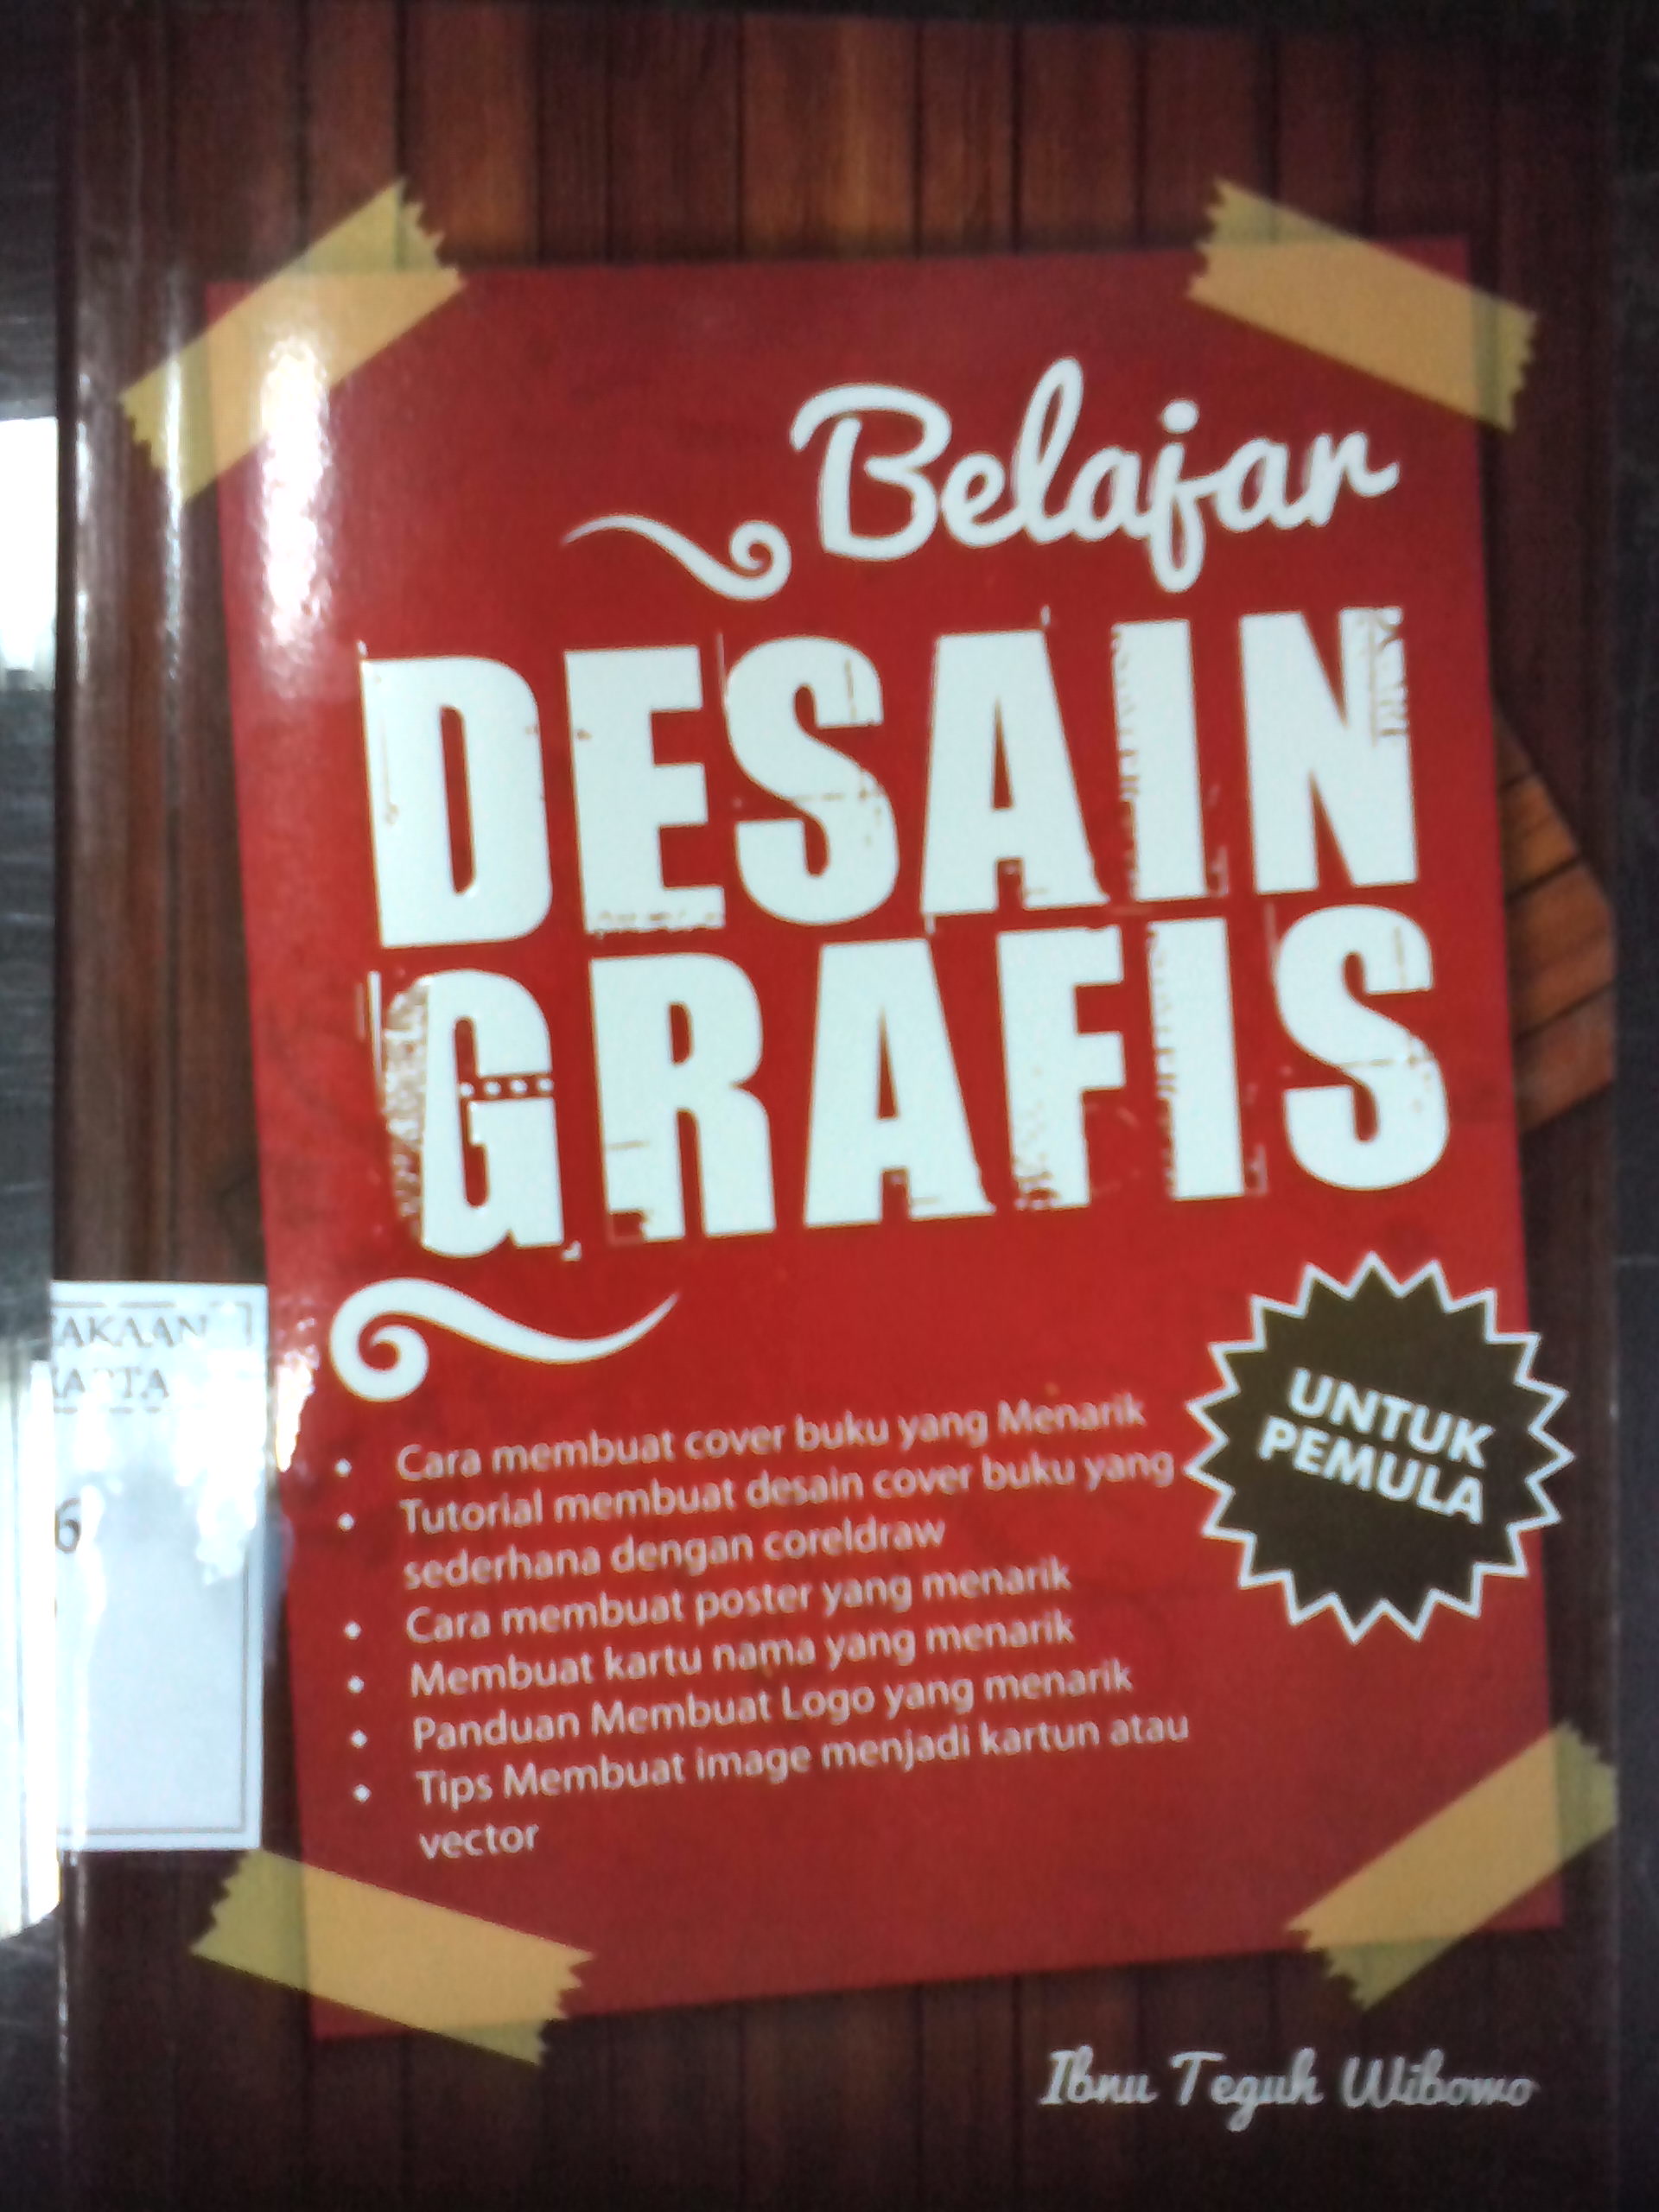 Belajar
DESAIN
GRAFIS
UNTUK
PEMULA
• Cara membuat cover buku yang Menarik
• Tutorial membuat desain cover buku yang
sederhana dengan coreldraw
• Cara membuat poster yang menarik
• Membuat kartu nama yang menarik
• Panduan Membuat Logo yang menarik
• Tips Membuat image menjadi kartun atau
vector
Ibnu Teguh Wibowo
AKAAN
6